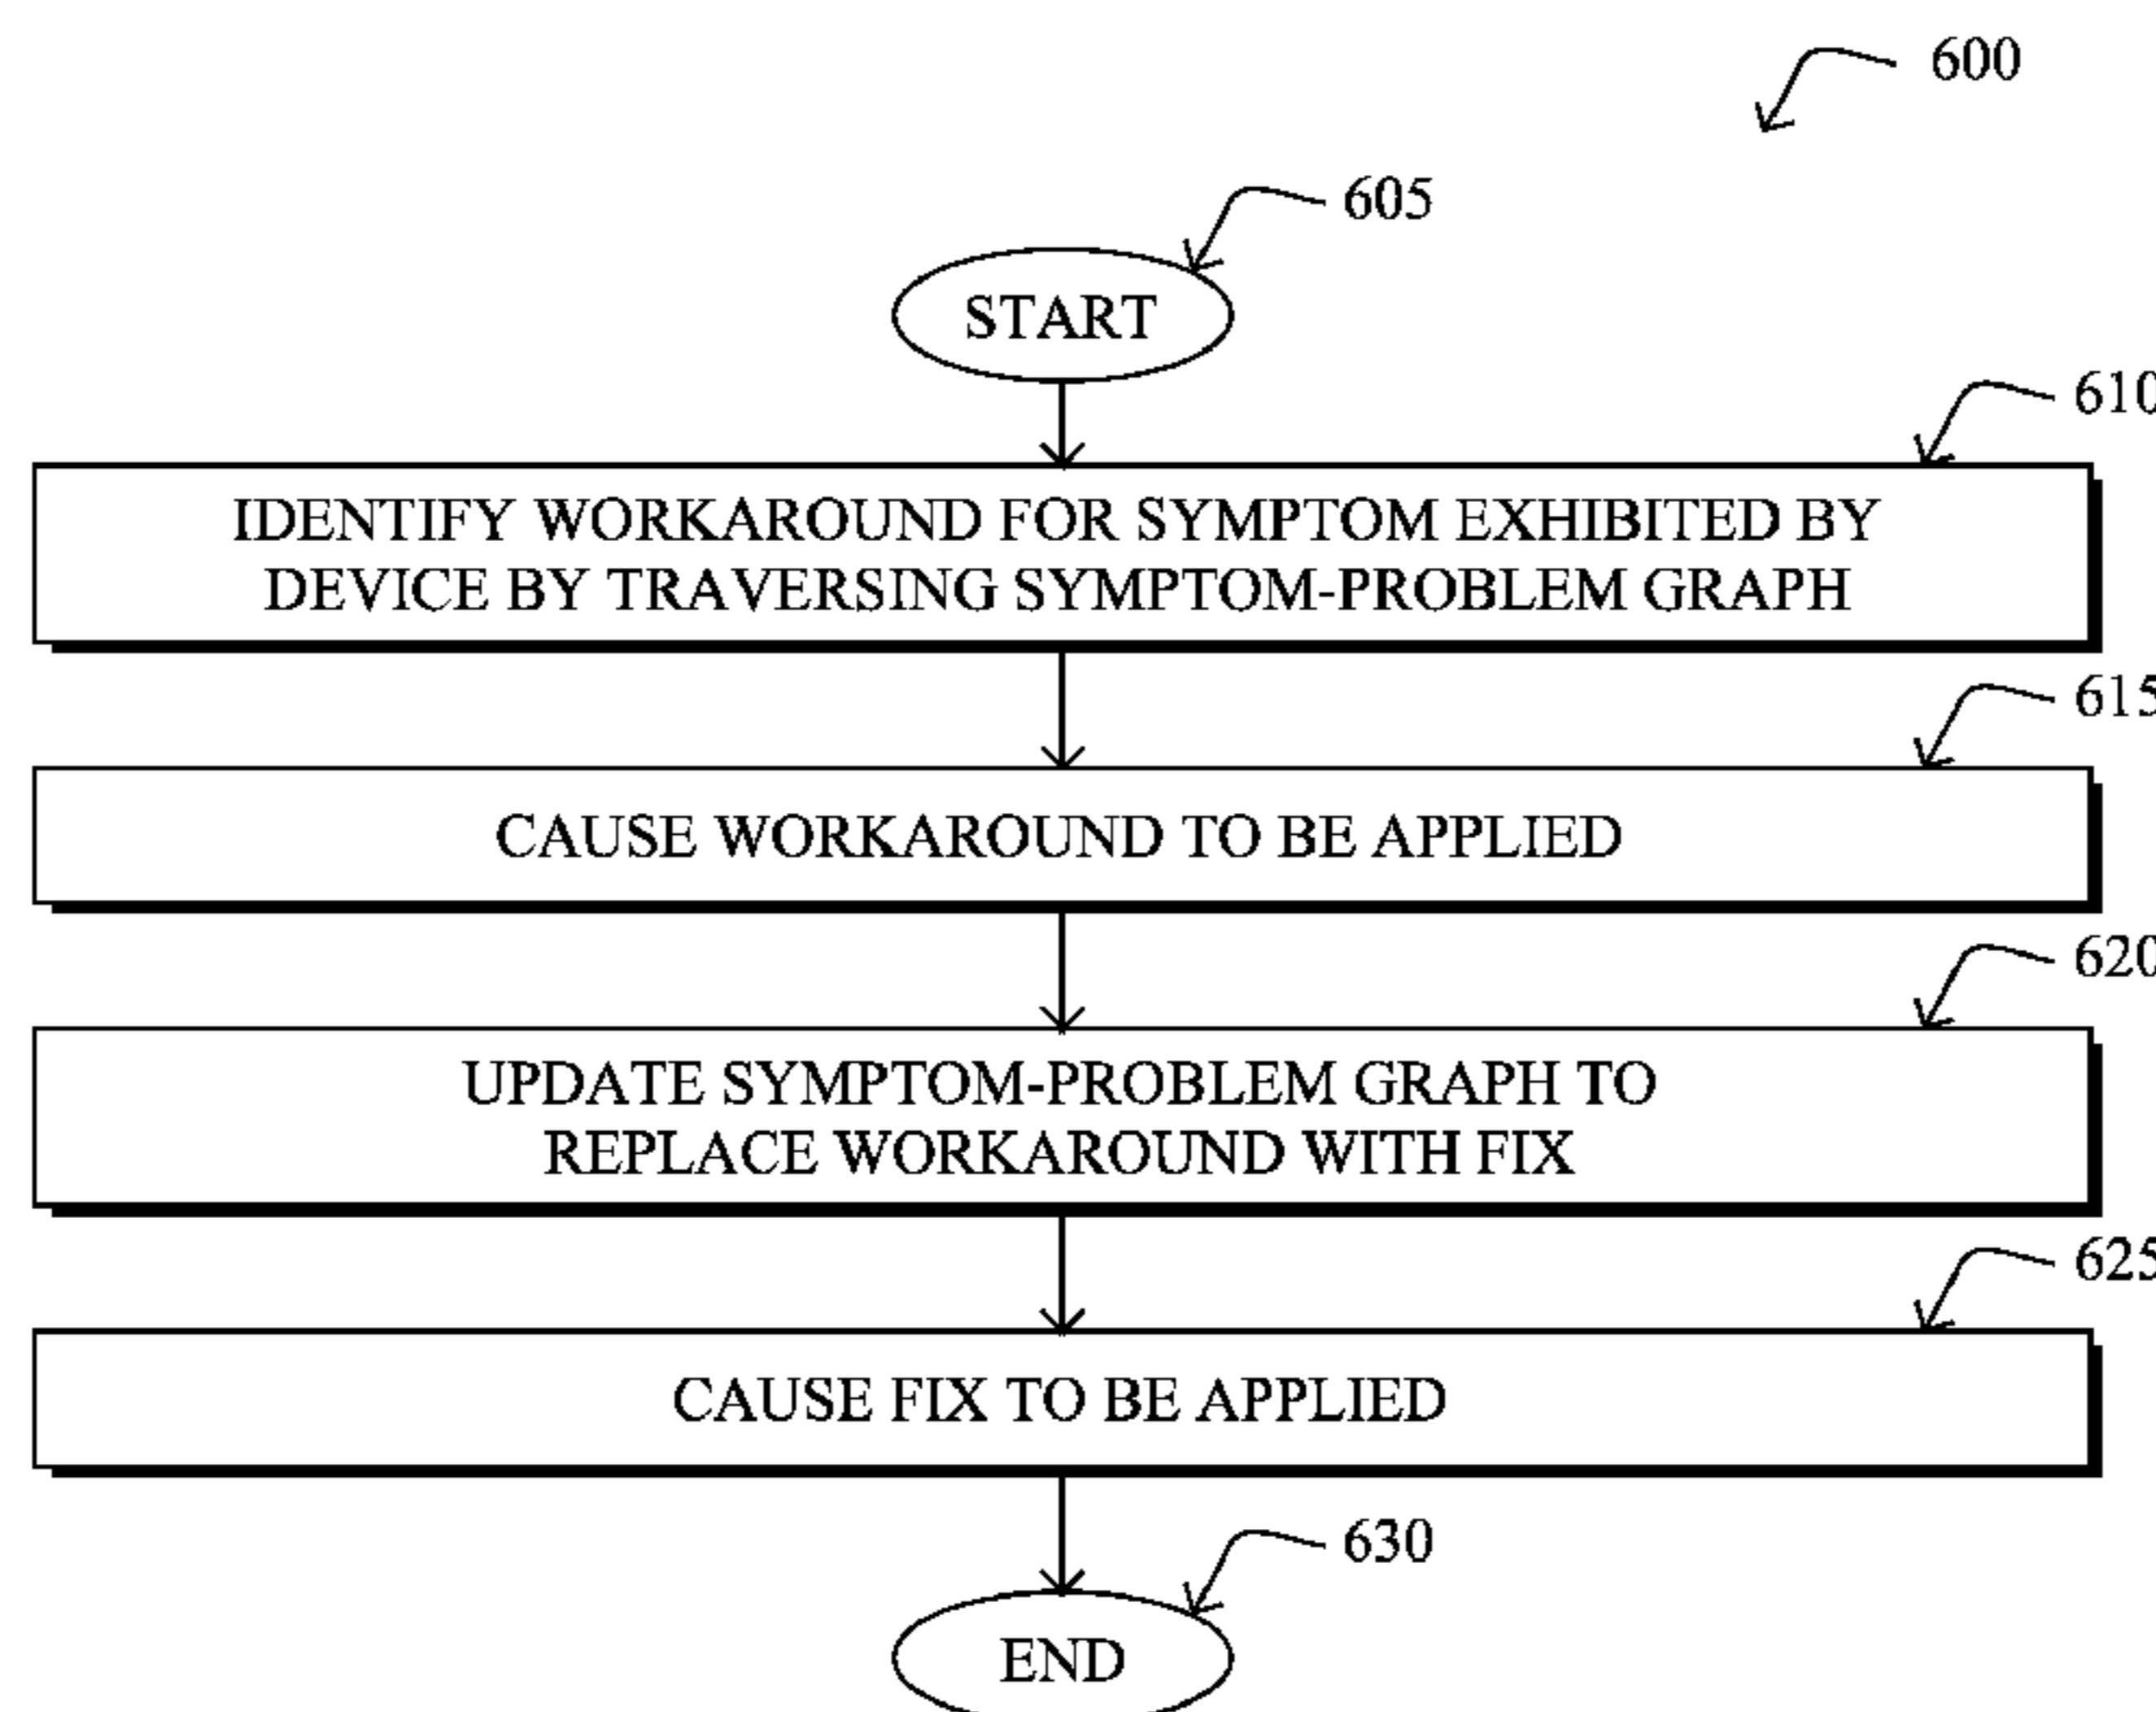 600
605
START
610
IDENTIFY WORKAROUND FOR SYMPTOM EXHIBITED BY
DEVICE BY TRAVERSING SYMPTOM-PROBLEM GRAPH
615
CAUSE WORKAROUND TO BE APPLIED
620
UPDATE SYMPTOM-PROBLEM GRAPH TO
REPLACE WORKAROUND WITH FIX
625
CAUSE FIX TO BE APPLIED
630
END